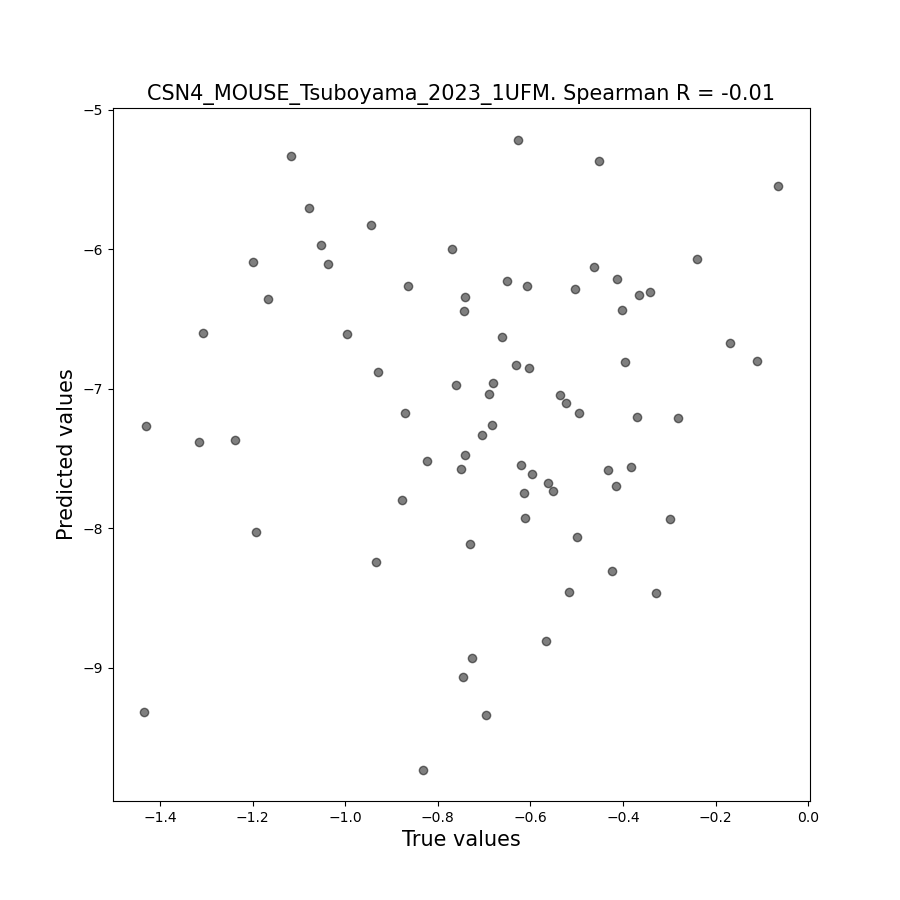 CSN4_MOUSE_Tsuboyama_2023_1UFM. Spearman R = -0.01
−5
−6
−7
−8
−9
Predicted values
−1.4 −1.2 −1.0 −0.8 −0.6 −0.4 −0.2 0.0
True values